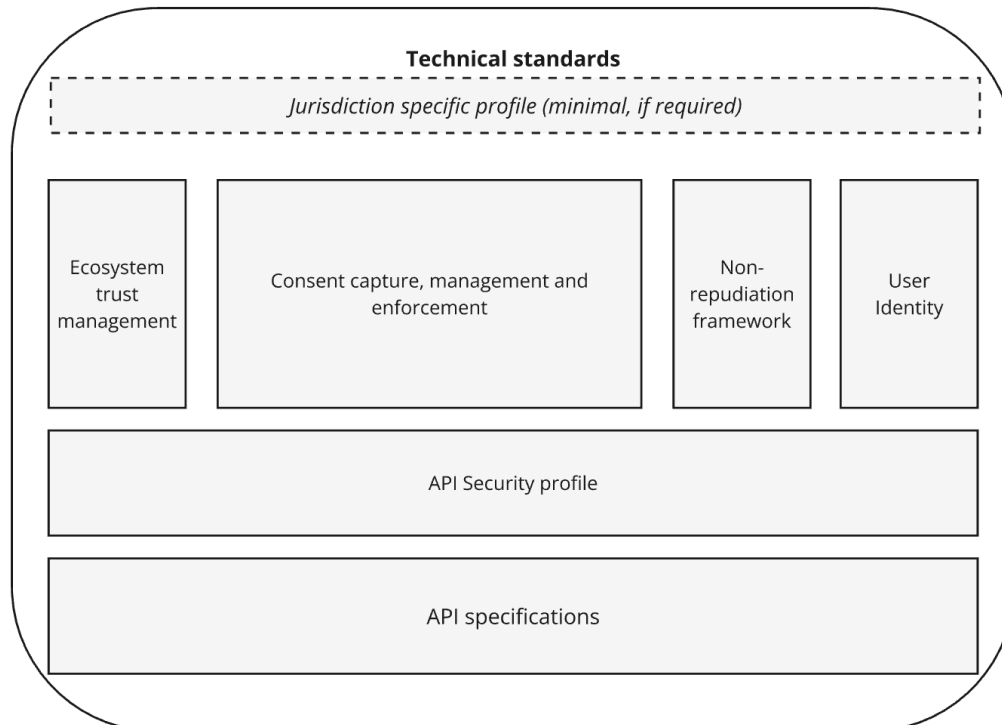 Technical standards
Jurisdiction specific profile (minimal, if required)
Ecosystem
trust
management
Consent capture, management and
enforcement
Non-
repudiation
framework
User
Identity
API Security profile
API specifications